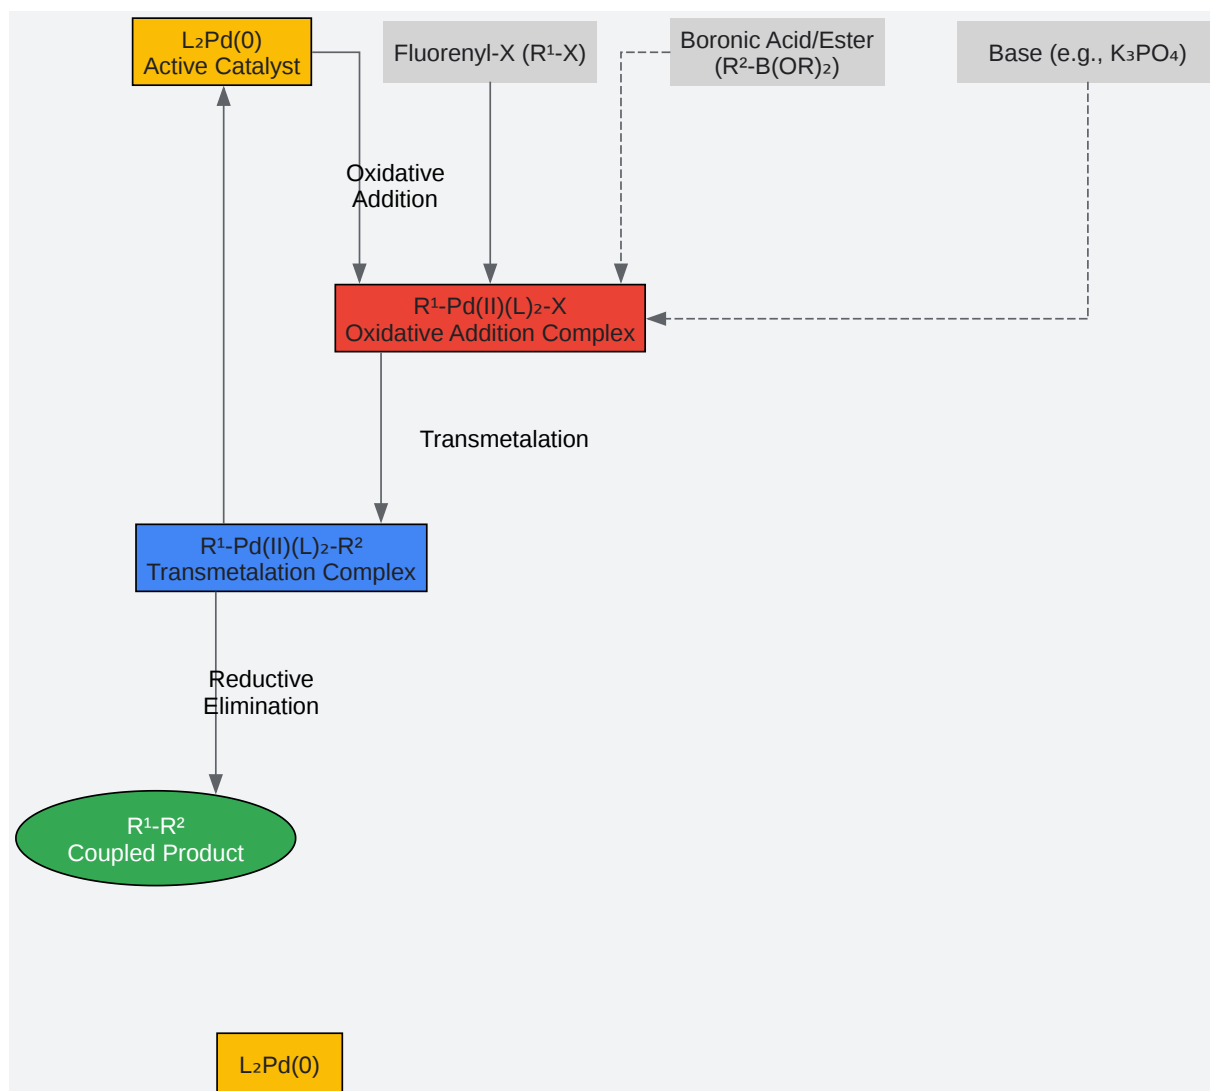 L₂Pd(0)
Active Catalyst
Fluorenyl-X (R¹-X)
Boronic Acid/Ester
(R²-B(OR)₂)
Base (e.g., K₃PO₄)
Oxidative
Addition
R¹-Pd(II)(L)₂-X
Oxidative Addition Complex
Transmetalation
R¹-Pd(II)(L)₂-R²
Transmetalation Complex
Reductive
Elimination
R¹-R²
Coupled Product
L₂Pd(0)